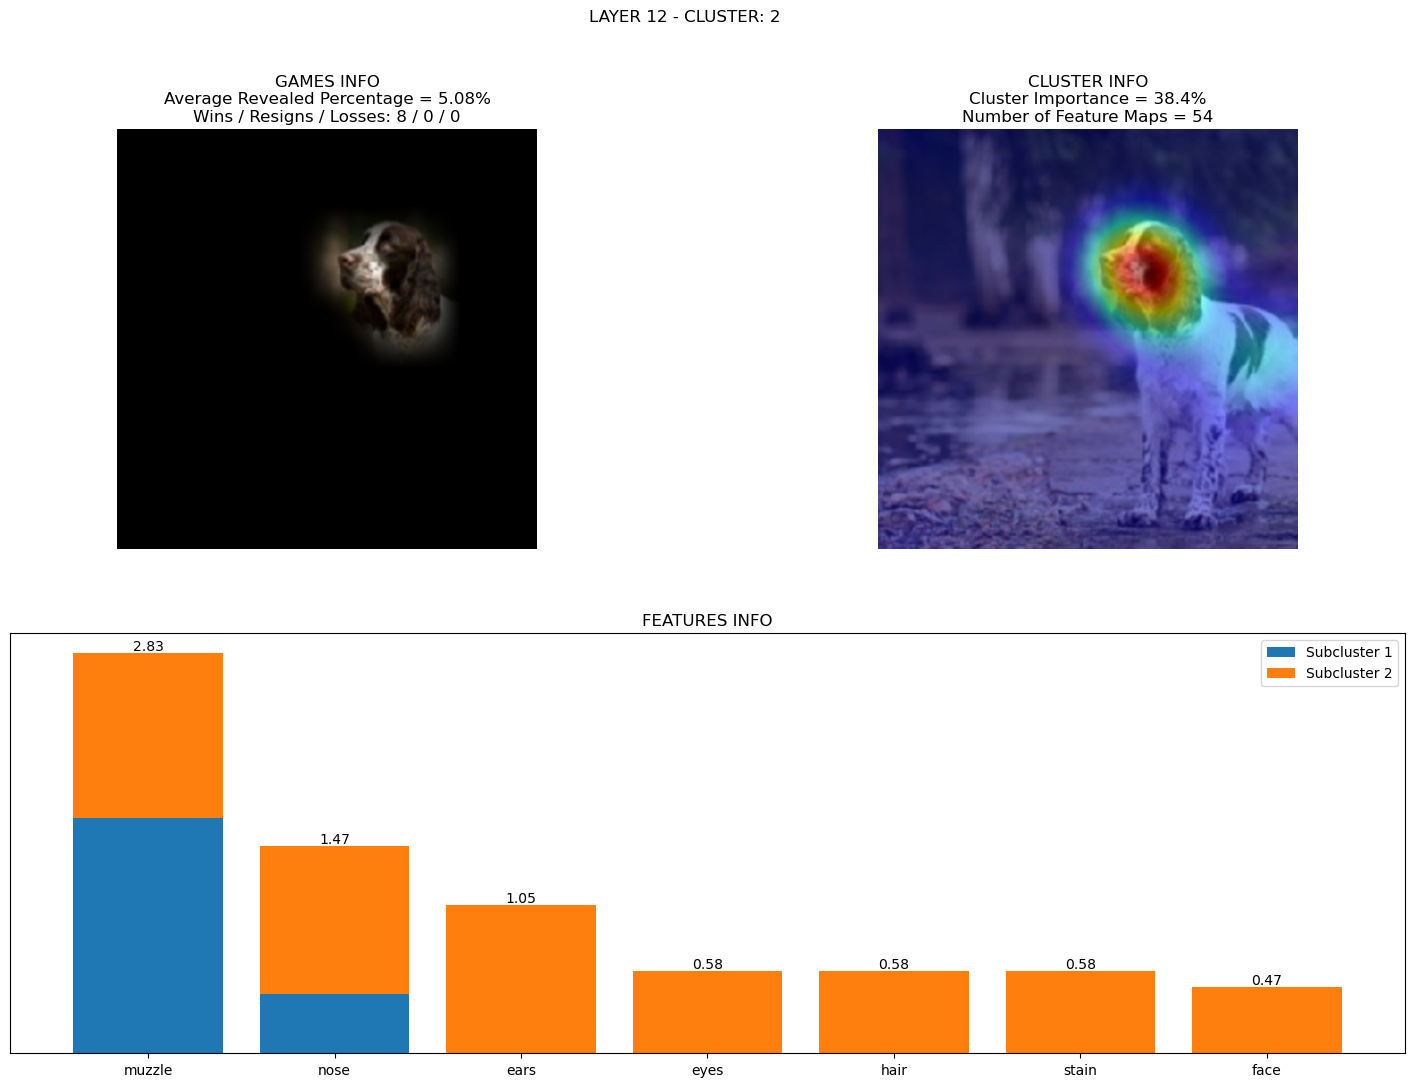 LAYER 12 - CLUSTER: 2
GAMES INFO
Average Revealed Percentage = 5.08%
Wins / Resigns / Losses: 8 / 0 / 0
CLUSTER INFO
Cluster Importance = 38.4%
Number of Feature Maps = 54
FEATURES INFO
Subcluster 1
Subcluster 2
2.83
1.47
1.05
0.58
0.58
0.58
0.47
muzzle
nose
ears
eyes
hair
stain
face